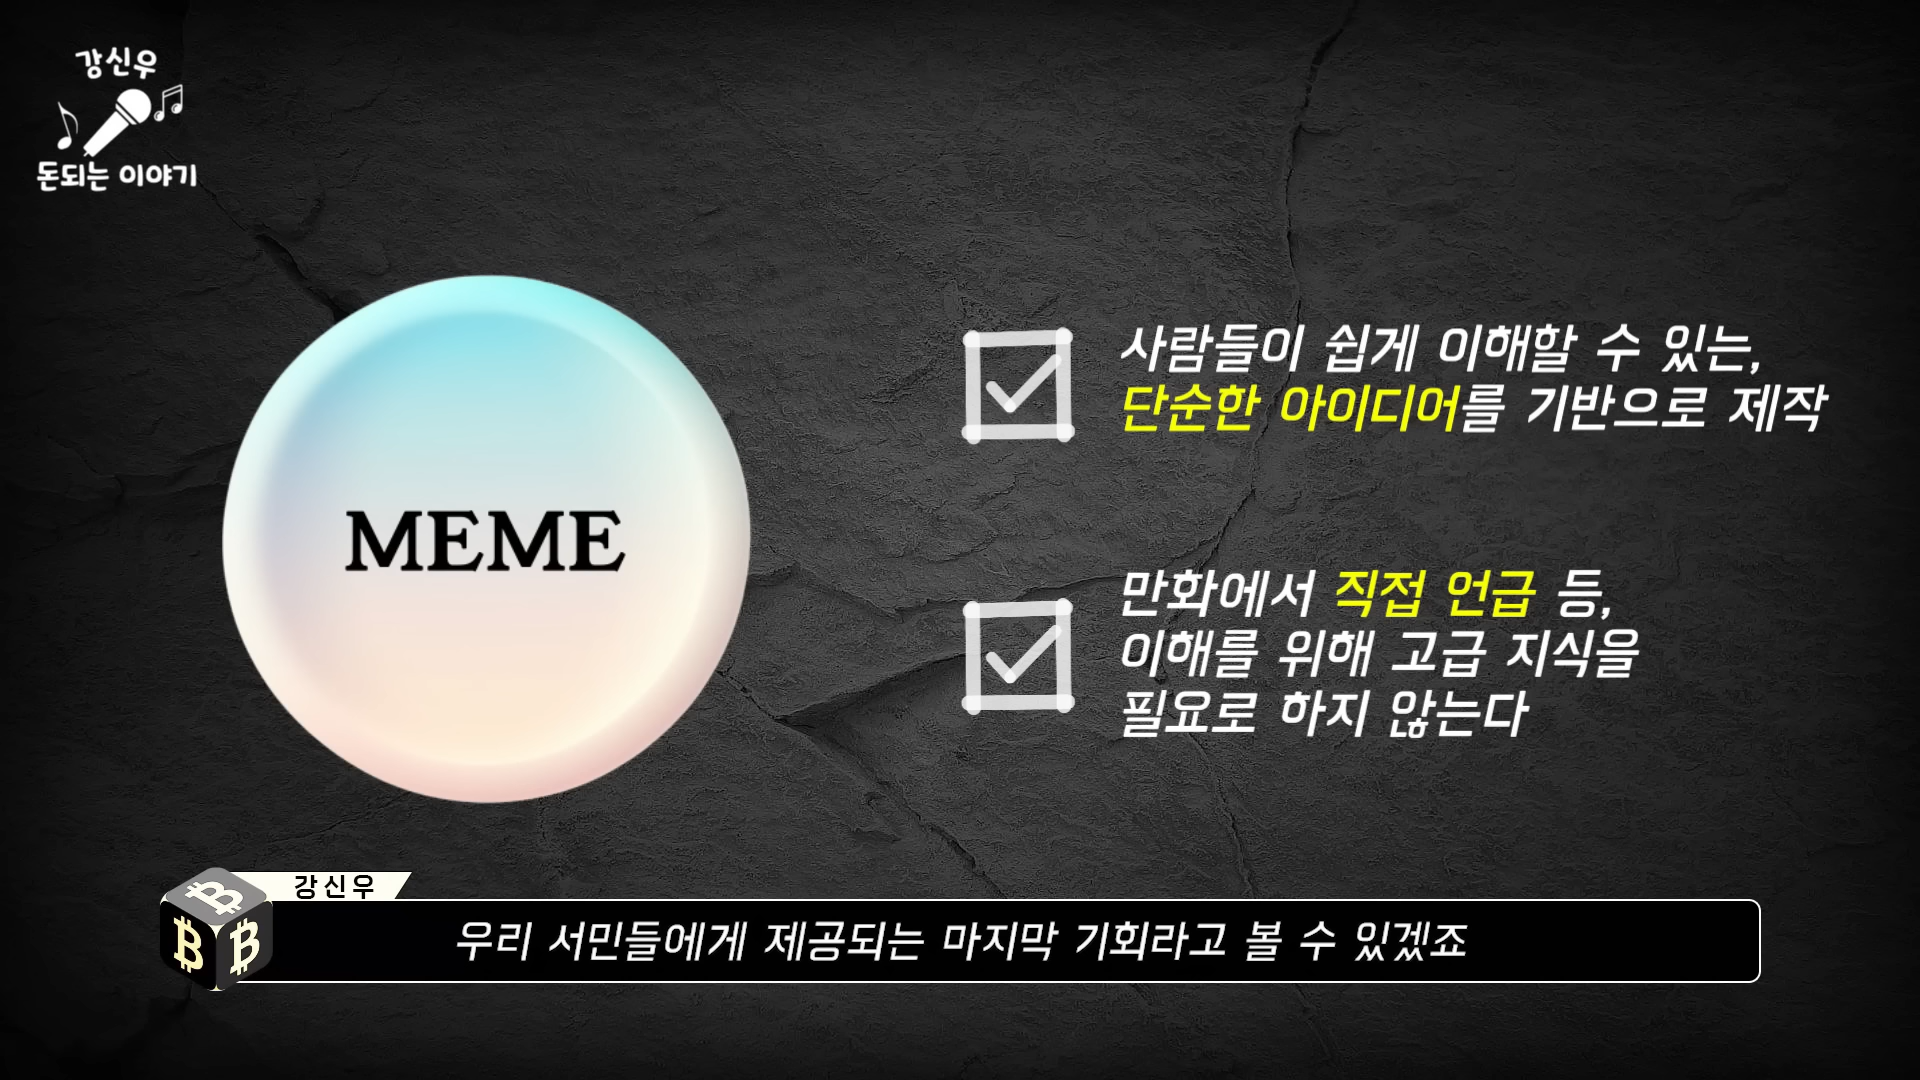 강신우
돈되는 이야기
MEME
사람들이 쉽게 이해할 수 있는,
단순한 아이디어를 기반으로 제작
만화에서 직접 언급 등,
이해를 위해 고급 지식을
필요로 하지 않는다
강신우
우리 서민들에게 제공되는 마지막 기회라고 볼 수 있겠죠